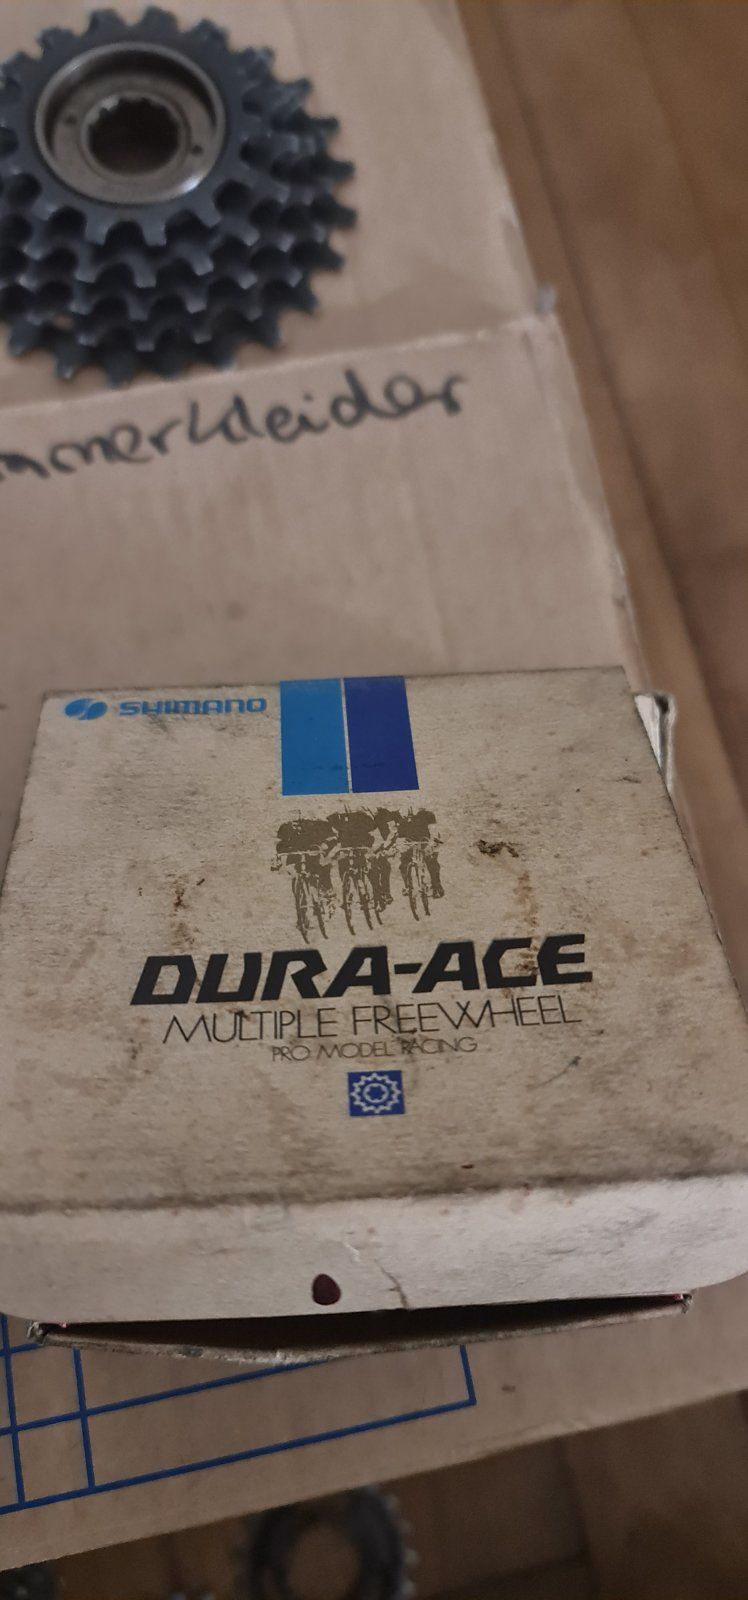 mmerkleider
SHIMANO
DURA-ACE
MULTIPLE FREEWHEEL
PRO MODEL RACING